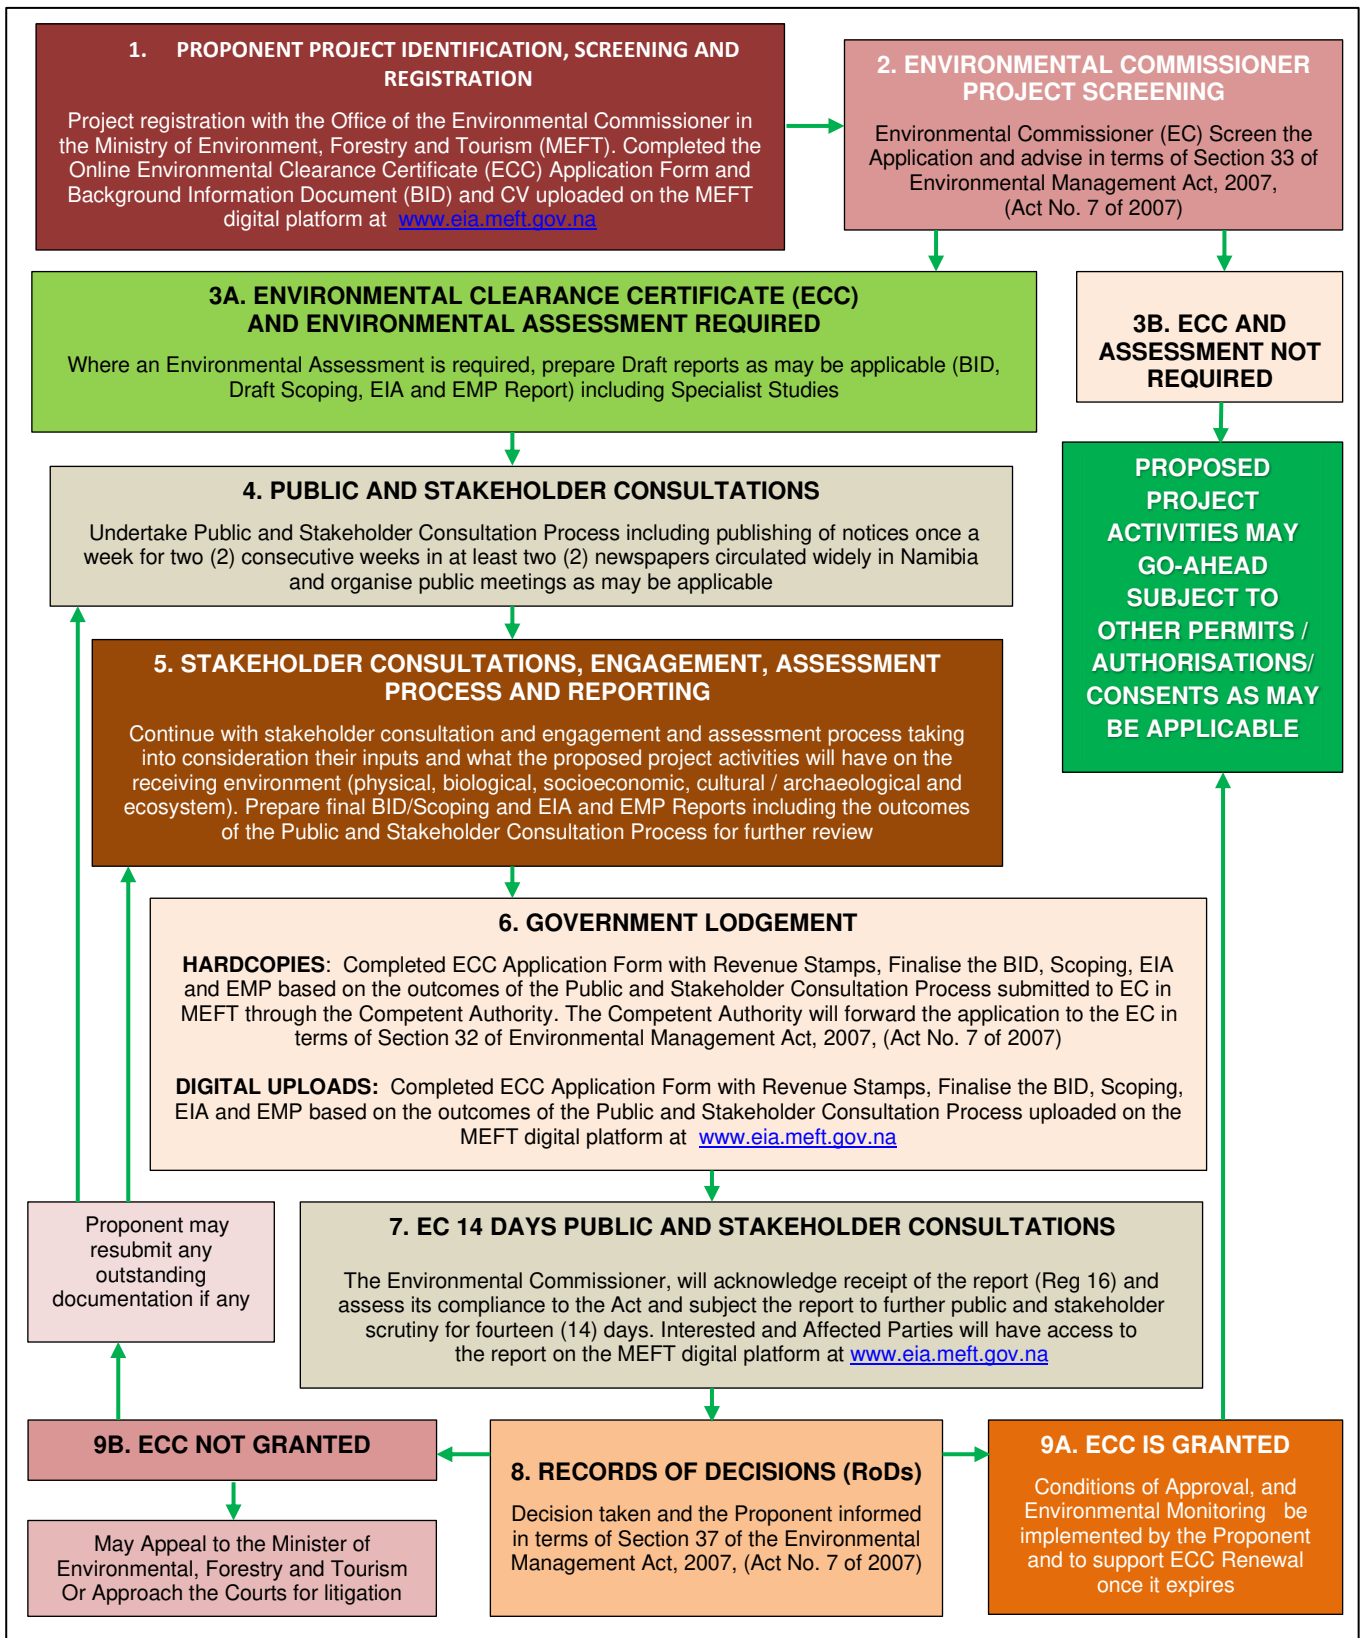 1. PROPONENT PROJECT IDENTIFICATION, SCREENING AND
REGISTRATION
Project registration with the Office of the Environmental Commissioner in
the Ministry of Environment, Forestry and Tourism (MEFT). Completed the
Online Environmental Clearance Certificate (ECC) Application Form and
Background Information Document (BID) and CV uploaded on the MEFT
digital platform at www.eia.meft.gov.na
2. ENVIRONMENTAL COMMISSIONER
PROJECT SCREENING
Environmental Commissioner (EC) Screen the
Application and advise in terms of Section 33 of
Environmental Management Act, 2007,
(Act No. 7 of 2007)
3A. ENVIRONMENTAL CLEARANCE CERTIFICATE (ECC)
AND ENVIRONMENTAL ASSESSMENT REQUIRED
Where an Environmental Assessment is required, prepare Draft reports as may be applicable (BID,
Draft Scoping, EIA and EMP Report) including Specialist Studies
3B. ECC AND
ASSESSMENT NOT
REQUIRED
4. PUBLIC AND STAKEHOLDER CONSULTATIONS
Undertake Public and Stakeholder Consultation Process including publishing of notices once a
week for two (2) consecutive weeks in at least two (2) newspapers circulated widely in Namibia
and organise public meetings as may be applicable
PROPOSED
PROJECT
ACTIVITIES MAY
GO-AHEAD
SUBJECT TO
OTHER PERMITS /
AUTHORISATIONS/
CONSENTS AS MAY
BE APPLICABLE
5. STAKEHOLDER CONSULTATIONS, ENGAGEMENT, ASSESSMENT
PROCESS AND REPORTING
Continue with stakeholder consultation and engagement and assessment process taking
into consideration their inputs and what the proposed project activities will have on the
receiving environment (physical, biological, socioeconomic, cultural / archaeological and
ecosystem). Prepare final BID/Scoping and EIA and EMP Reports including the outcomes
of the Public and Stakeholder Consultation Process for further review
6. GOVERNMENT LODGEMENT
HARDCOPIES: Completed ECC Application Form with Revenue Stamps, Finalise the BID, Scoping, EIA
and EMP based on the outcomes of the Public and Stakeholder Consultation Process submitted to EC in
MEFT through the Competent Authority. The Competent Authority will forward the application to the EC in
terms of Section 32 of Environmental Management Act, 2007, (Act No. 7 of 2007)
DIGITAL UPLOADS: Completed ECC Application Form with Revenue Stamps, Finalise the BID, Scoping,
EIA and EMP based on the outcomes of the Public and Stakeholder Consultation Process uploaded on the
MEFT digital platform at www.eia.meft.gov.na
Proponent may
resubmit any
outstanding
documentation if any
7. EC 14 DAYS PUBLIC AND STAKEHOLDER CONSULTATIONS
The Environmental Commissioner, will acknowledge receipt of the report (Reg 16) and
assess its compliance to the Act and subject the report to further public and stakeholder
scrutiny for fourteen (14) days. Interested and Affected Parties will have access to
the report on the MEFT digital platform at www.eia.meft.gov.na
9B. ECC NOT GRANTED
May Appeal to the Minister of
Environmental, Forestry and Tourism
Or Approach the Courts for litigation
8. RECORDS OF DECISIONS (RoDs)
Decision taken and the Proponent informed
in terms of Section 37 of the Environmental
Management Act, 2007, (Act No. 7 of 2007)
9A. ECC IS GRANTED
Conditions of Approval, and
Environmental Monitoring be
implemented by the Proponent
and to support ECC Renewal
once it expires